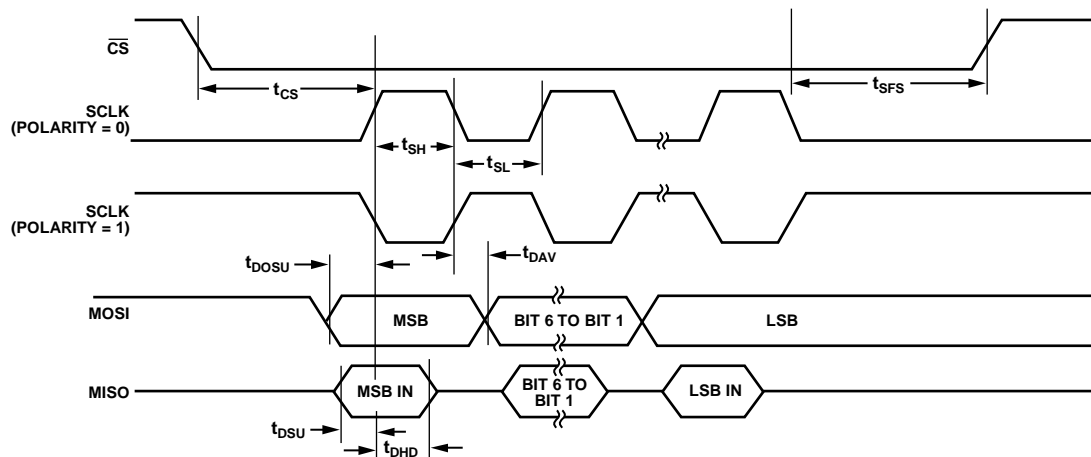 CS
tCS
tSFS
SCLK
(POLARITY = 0)
tSH
tSL
SCLK
(POLARITY = 1)
tDOSU
tDAV
MOSI
MSB
BIT 6 TO BIT 1
LSB
MISO
MSB IN
BIT 6 TO
BIT 1
LSB IN
tDSU
tDHD